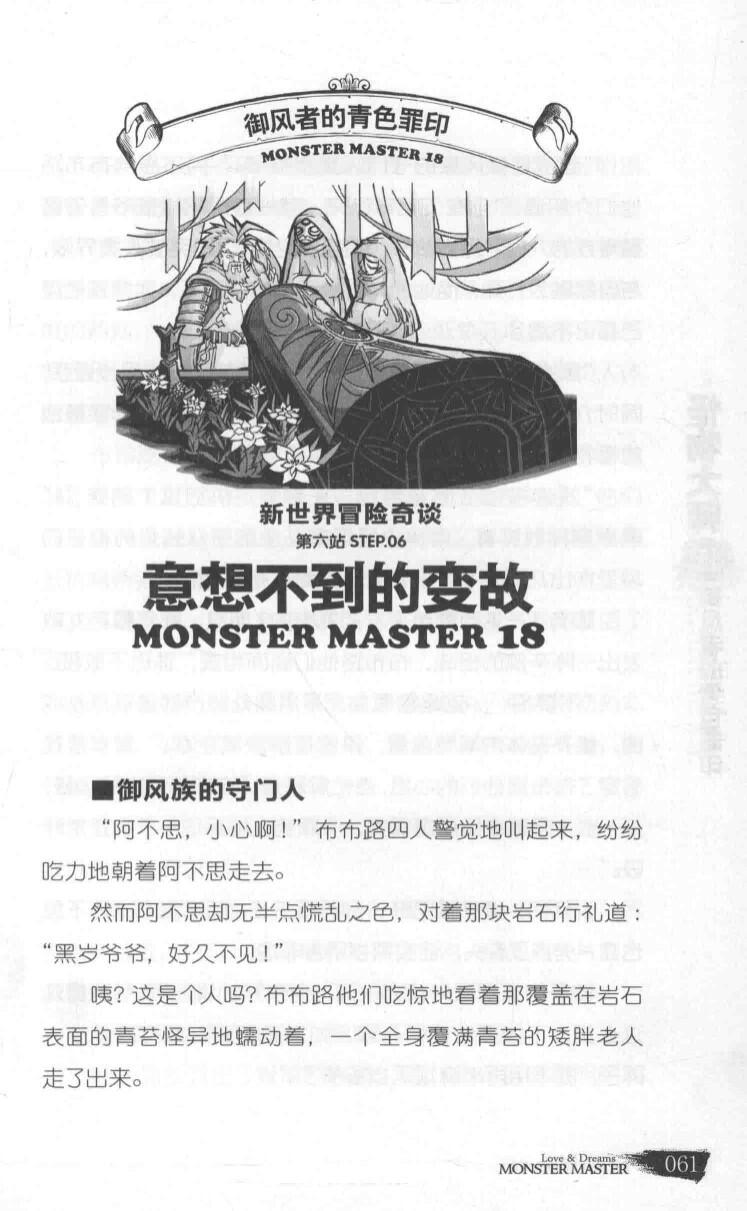 御风者的青色罪印
MONSTER MASTER 18
新世界冒险奇谈
第六站 STEP.06
意想不到的变故
MONSTER MASTER 18
■御风族的守门人
“阿不思，小心啊！”布布路四人警觉地叫起来，纷纷
吃力地朝着阿不思走去。
然而阿不思却无半点慌乱之色，对着那块岩石行礼道：
“黑岁爷爷，好久不见！”
咦？这是个人吗？布布路他们吃惊地看着那覆盖在岩石
表面的青苔怪异地蠕动着，一个全身覆满青苔的矮胖老人
走了出来。
Love & Dreams
MONSTER MASTER 061